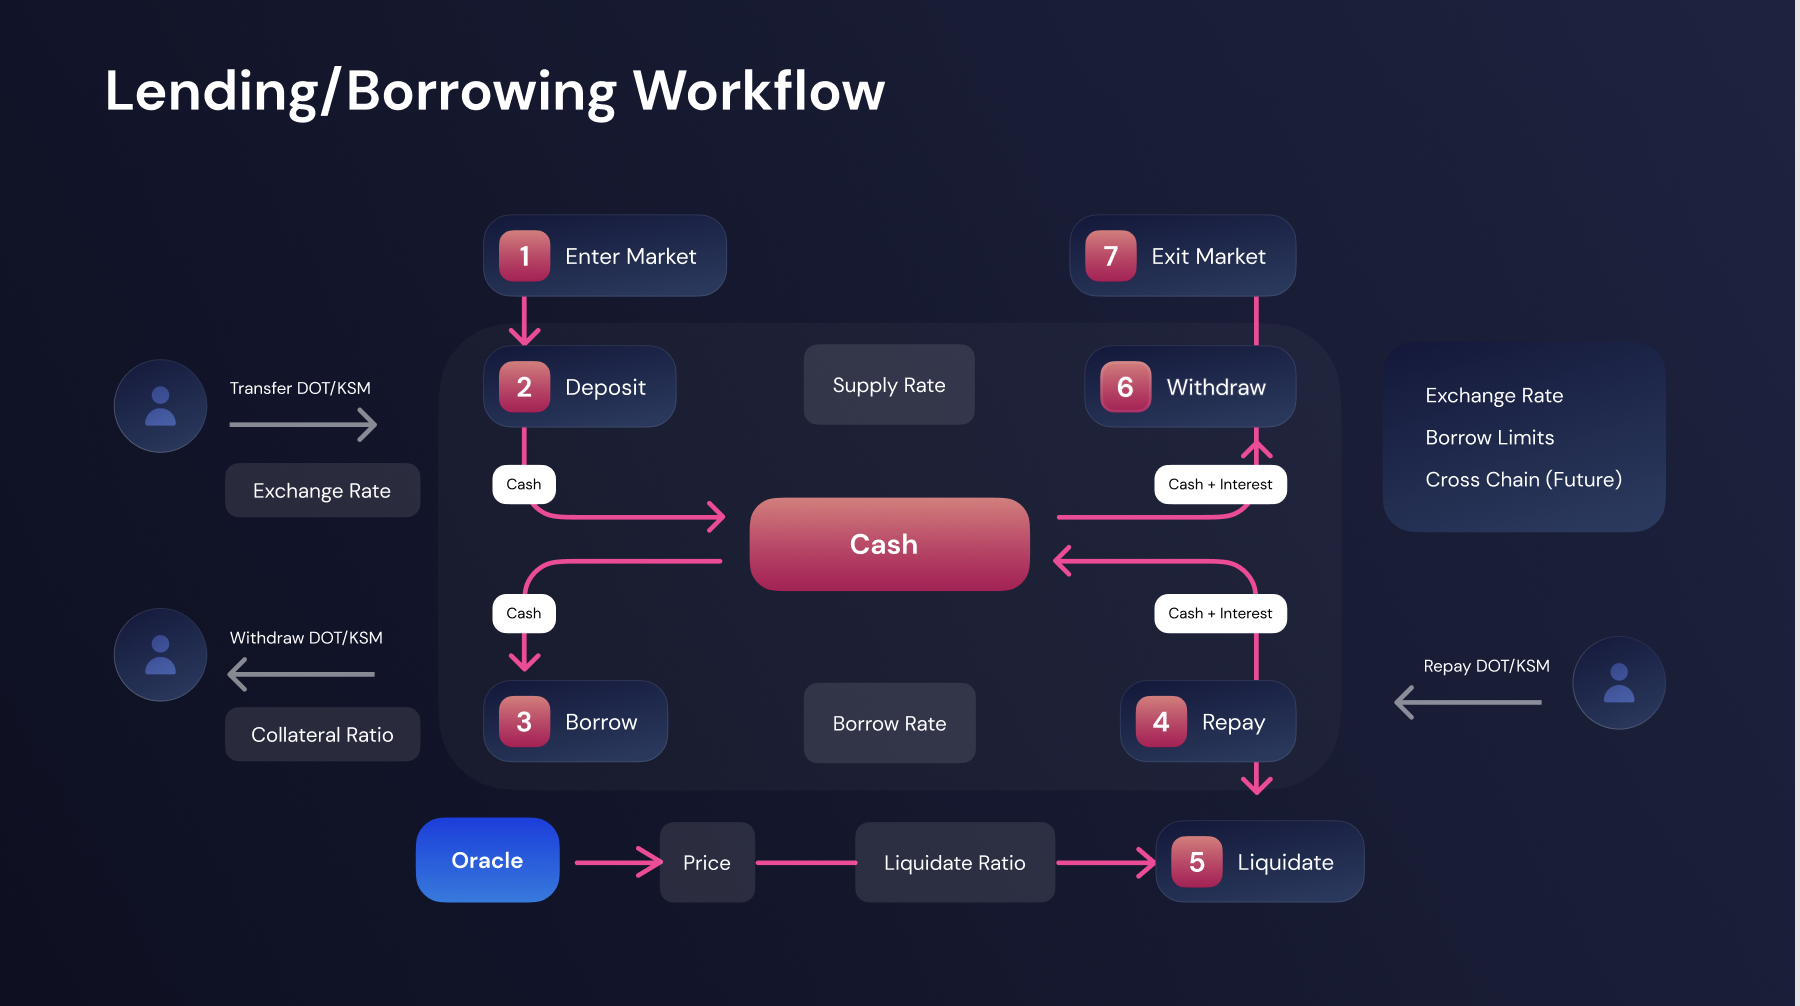 Lending/Borrowing Workflow
1 Enter Market
7 Exit Market
Transfer DOT/KSM
2 Deposit
Supply Rate
6 Withdraw
Exchange Rate
Borrow Limits
Cross Chain (Future)
Exchange Rate
Cash
Cash + Interest
Cash
Cash
Cash + Interest
Withdraw DOT/KSM
Collateral Ratio
3 Borrow
Borrow Rate
4 Repay
Repay DOT/KSM
Oracle
Price
Liquidate Ratio
5 Liquidate